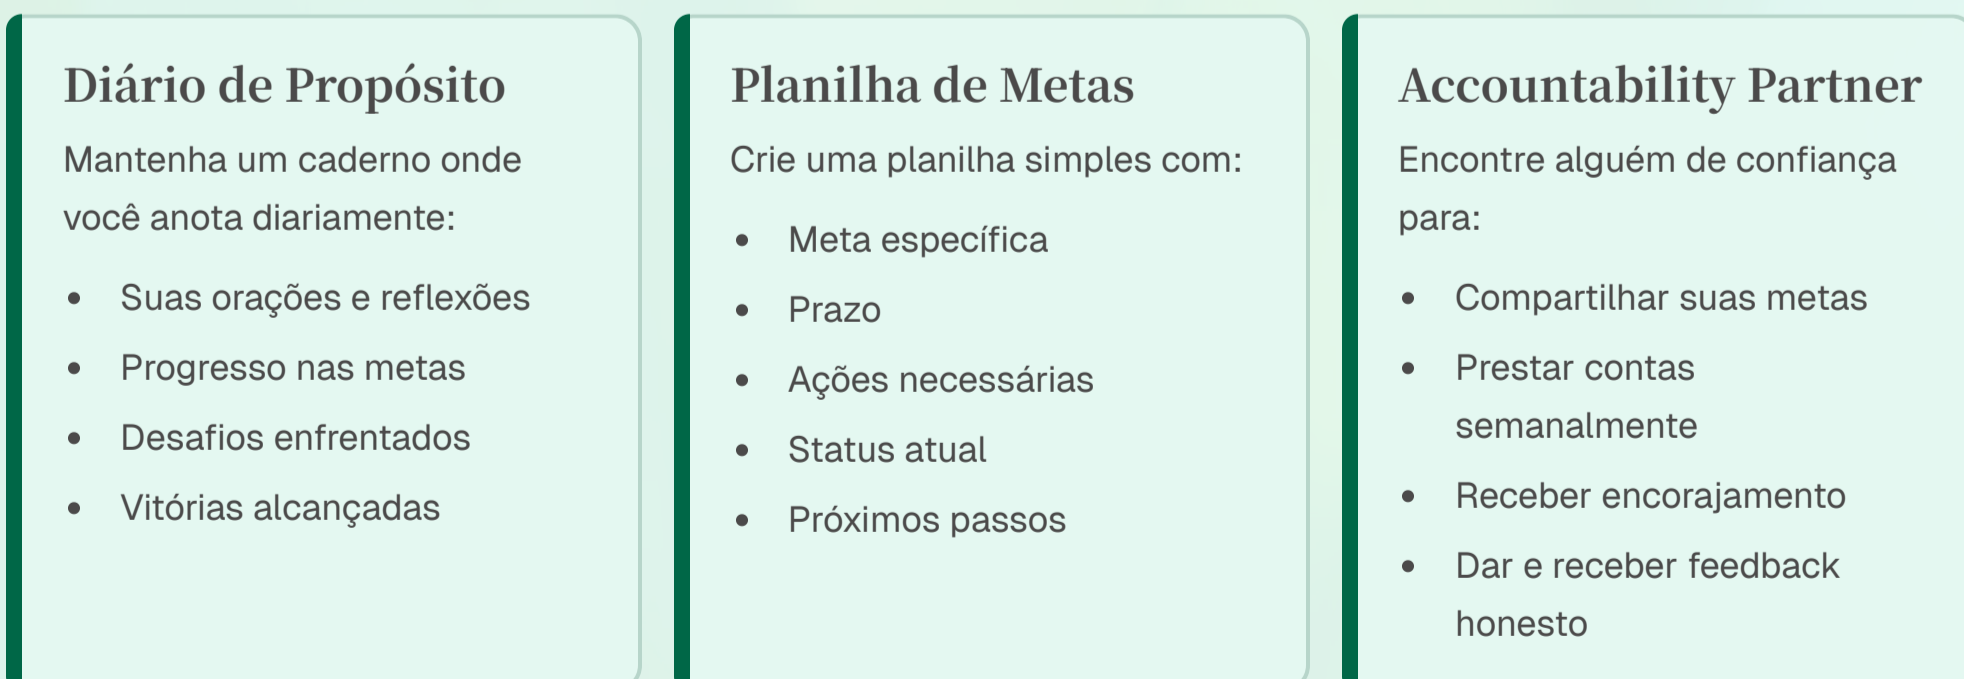 Diário de Propósito
Mantenha um caderno onde
você anota diariamente:
• Suas orações e reflexões
• Progresso nas metas
• Desafios enfrentados
• Vitórias alcançadas
Planilha de Metas
Crie uma planilha simples com:
• Meta específica
• Prazo
• Ações necessárias
• Status atual
• Próximos passos
Accountability Partner
Encontre alguém de confiança
para:
• Compartilhar suas metas
• Prestar contas
semanalmente
• Receber encorajamento
• Dar e receber feedback
honesto